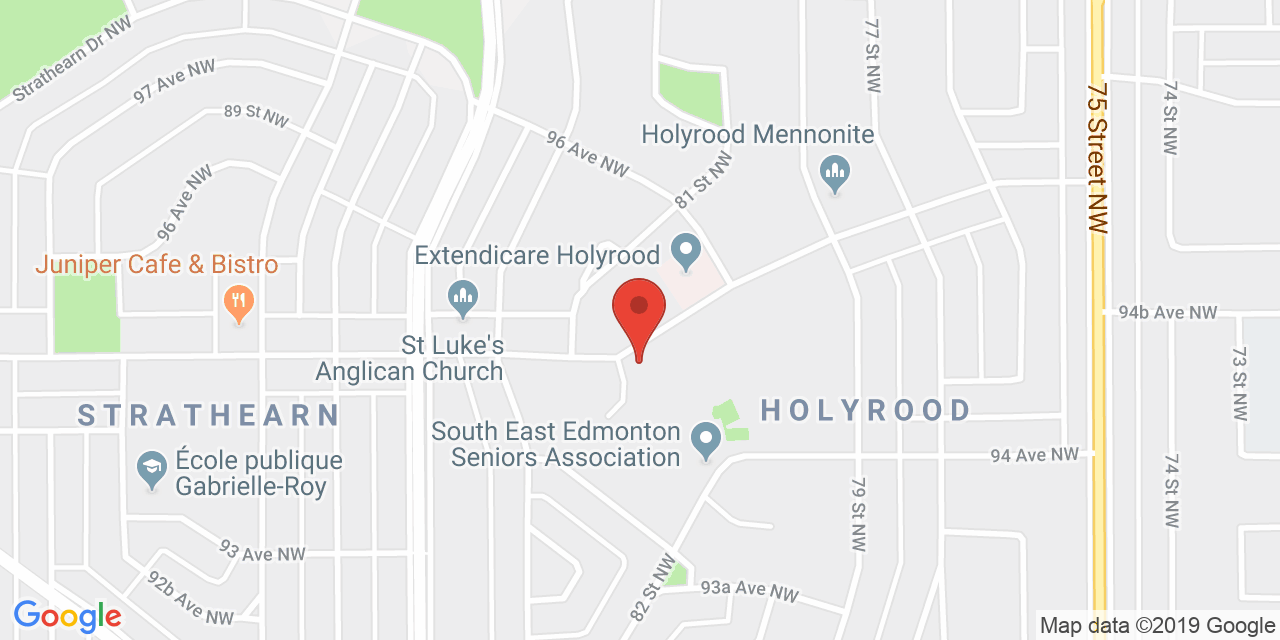 Strathearn Dr NW
97 Ave NW
89 St NW
96 Ave NW
77 St NW
75 Street NW
74 St NW
Holyrood Mennonite
96 Ave NW
81 St NW
Extendicare Holyrood
Juniper Cafe & Bistro
94b Ave NW
St Luke's
Anglican Church
73 St NW
STRATHEARN
HOLYROOD
South East Edmonton
Seniors Association
94 Ave NW
École publique
Gabrielle-Roy
79 St NW
74 St NW
93 Ave NW
92b Ave NW
82 St NW
93a Ave NW
Google
Map data ©2019 Google